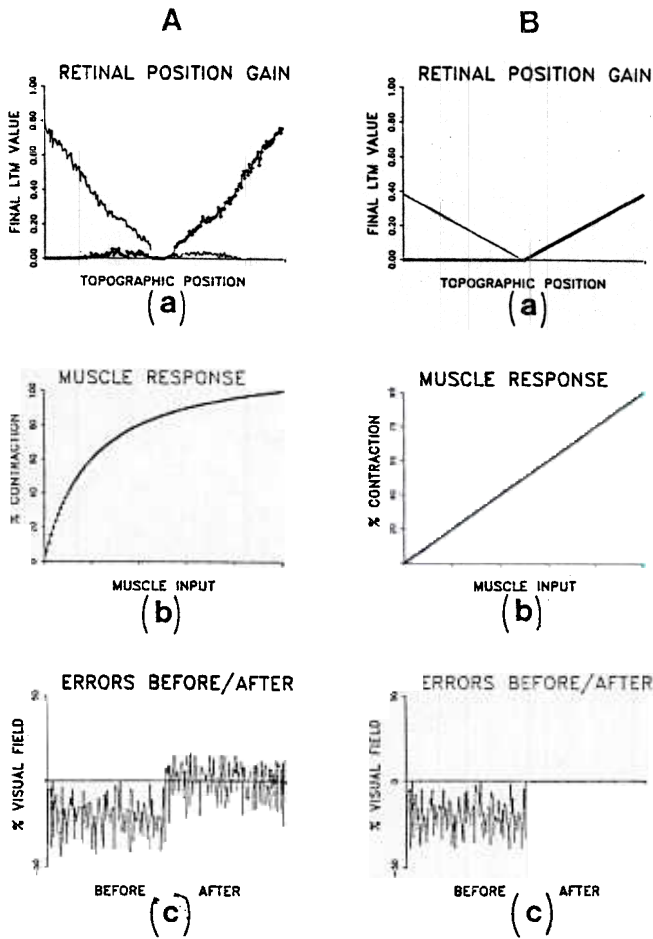 A
RETINAL POSITION GAIN
FINAL LTM VALUE
1.00
0.80
0.60
0.40
0.20
0.00
TOPOGRAPHIC POSITION
(a)
MUSCLE RESPONSE
% CONTRACTION
100
MUSCLE INPUT
(b)
ERRORS BEFORE/AFTER
% VISUAL FIELD
BEFORE AFTER
(c)
B
RETINAL POSITION GAIN
FINAL LTM VALUE
1.00
0.80
0.60
0.40
0.20
0.00
TOPOGRAPHIC POSITION
(a)
MUSCLE RESPONSE
% CONTRACTION
MUSCLE INPUT
(b)
ERRORS BEFORE/AFTER
% VISUAL FIELD
0
BEFORE AFTER
(c)